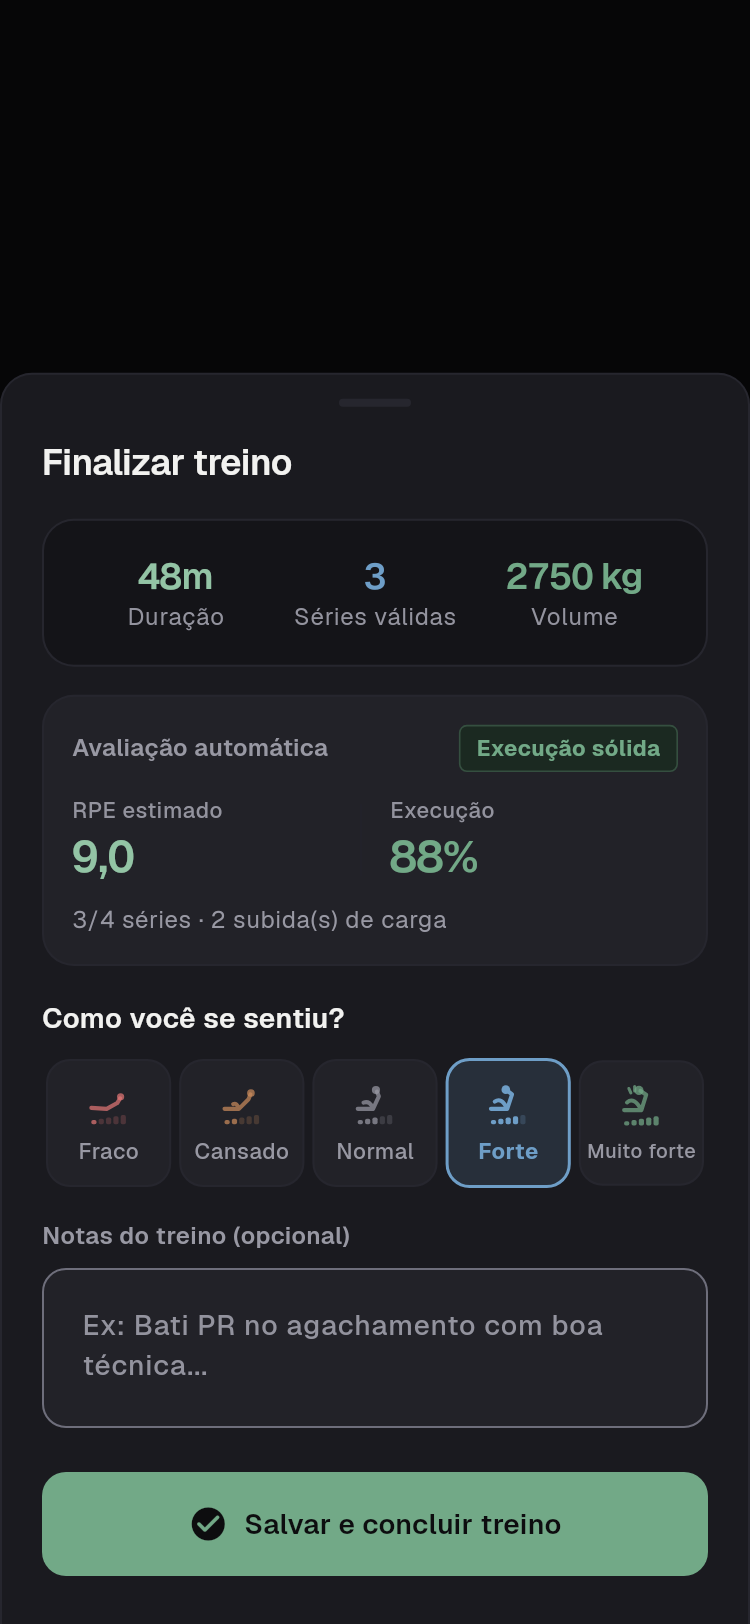 Finalizar treino
48m
3
2750 kg
Duração
Séries válidas
Volume
Avaliação automática
Execução sólida
RPE estimado
Execução
9,0
88%
3/4 séries · 2 subida(s) de carga
Como você se sentiu?
Fraco
Cansado
Normal
Forte
Muito forte
Notas do treino (opcional)
Ex: Bati PR no agachamento com boa
técnica...
Salvar e concluir treino